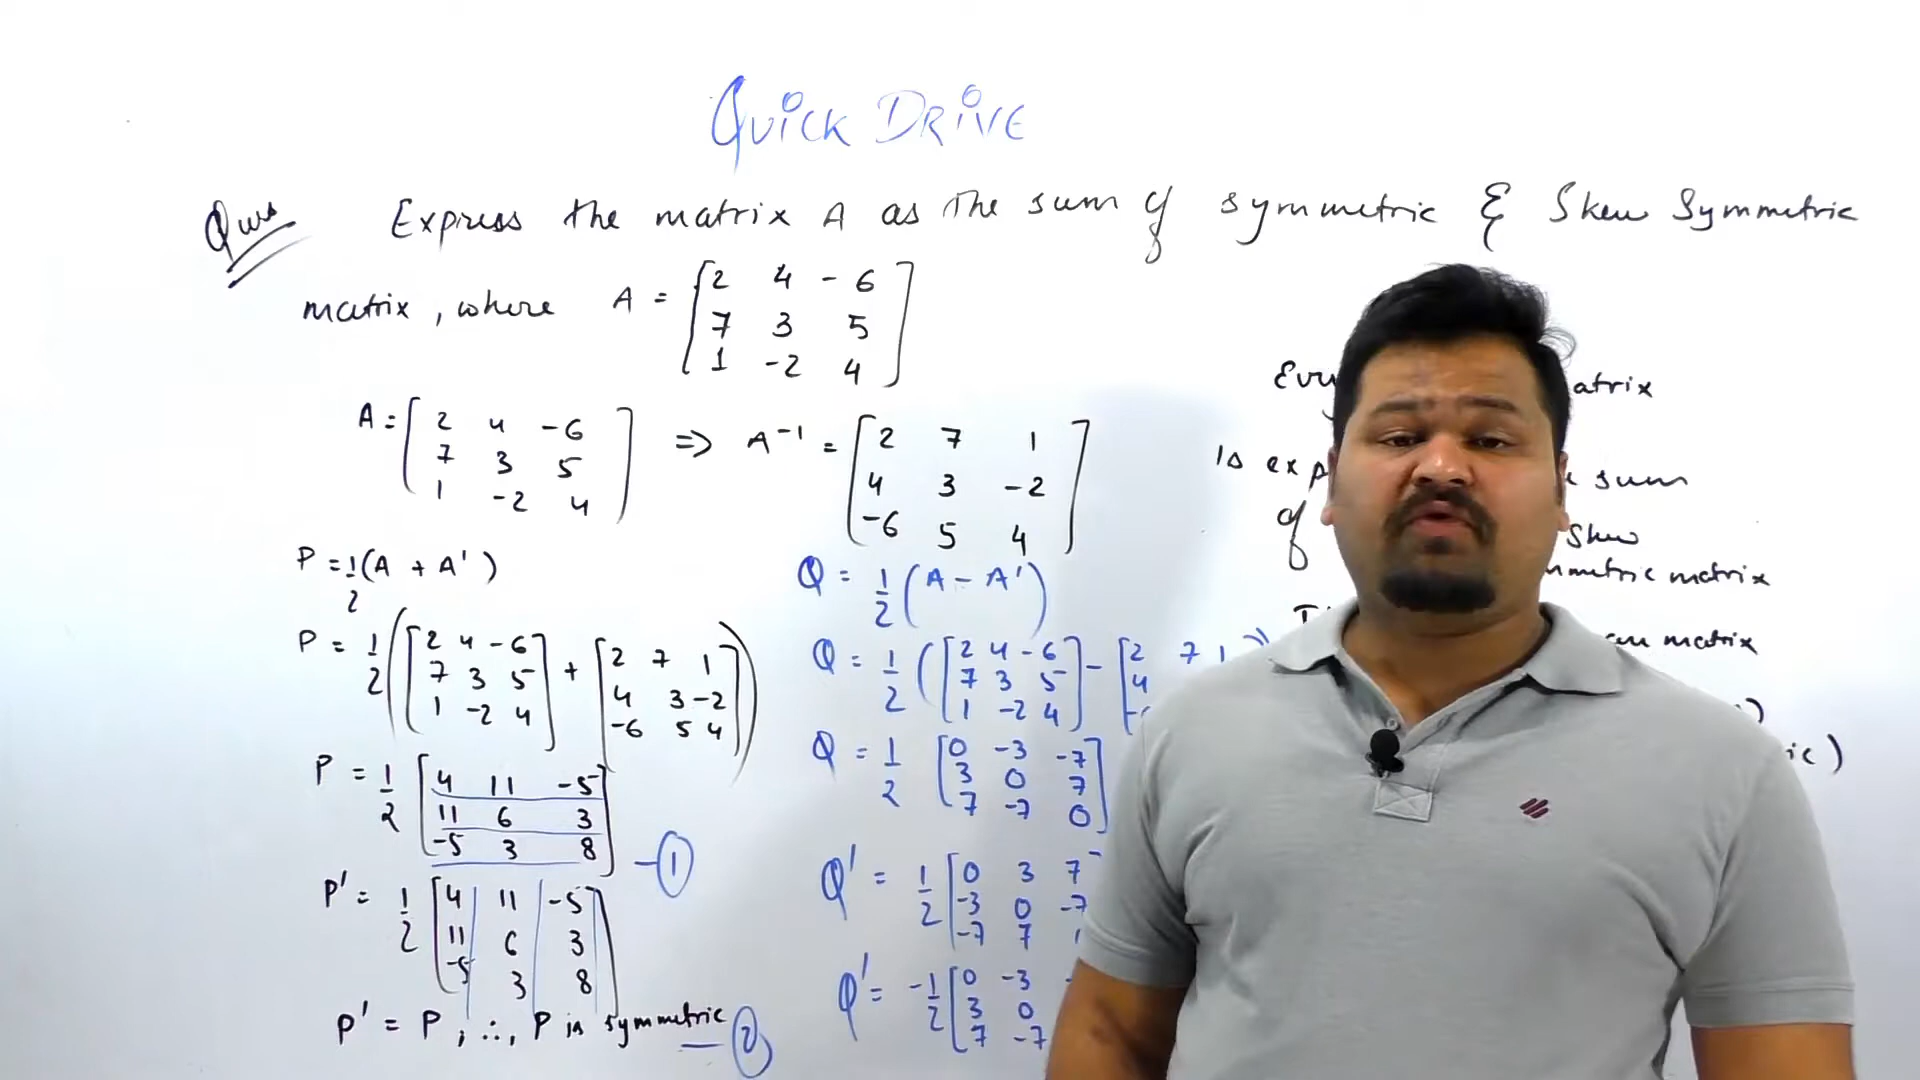 QUICK DRIVE
Ques Express the matrix A as the sum of symmetric & Skew Symmetric
matrix, where A = [2 4 -6
7 3 5
1 -2 4]
A = [2 4 -6
7 3 5
1 -2 4] ⇒ A⁻¹ = [2 7 1
4 3 -2
-6 5 4]
P = 1/2 (A + A')
P = 1/2 ([2 4 -6
7 3 5
1 -2 4] + [2 7 1
4 3 -2
-6 5 4])
P = 1/2 [4 11 -5
11 6 3
-5 3 8] -①
P' = 1/2 [4 11 -5
11 6 3
-5 3 8]
P' = P, ∴, P is symmetric -②
Q = 1/2 (A - A')
Q = 1/2 ([2 4 -6
7 3 5
1 -2 4] - [2 7 1
4
Q = 1/2 [0 -3 -7
3 0 7
7 -7 0]
Q' = 1/2 [0 3 7
-3 0 -7
-7 7
Q' = -1/2 [0 -3
3 0
7 -7
atrix
is exp sum
of Skew
mmetric matrix
matrix
ic)